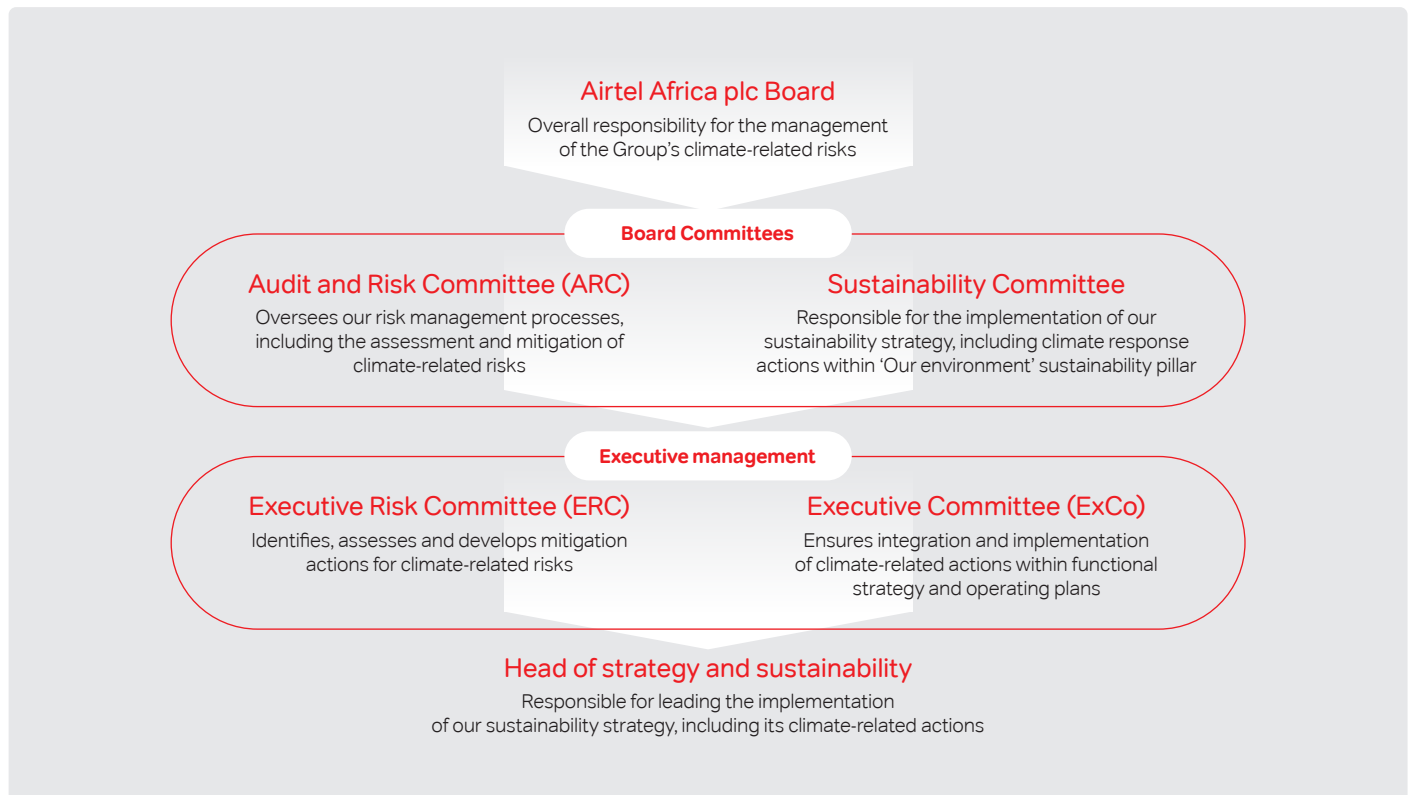 Airtel Africa plc Board
Overall responsibility for the management
of the Group's climate-related risks
Board Committees
Audit and Risk Committee (ARC)
Oversees our risk management processes,
including the assessment and mitigation of
climate-related risks
Sustainability Committee
Responsible for the implementation of our
sustainability strategy, including climate response
actions within ‘Our environment’ sustainability pillar
Executive management
Executive Risk Committee (ERC)
Identifies, assesses and develops mitigation
actions for climate-related risks
Executive Committee (ExCo)
Ensures integration and implementation
of climate-related actions within functional
strategy and operating plans
Head of strategy and sustainability
Responsible for leading the implementation
of our sustainability strategy, including its climate-related actions